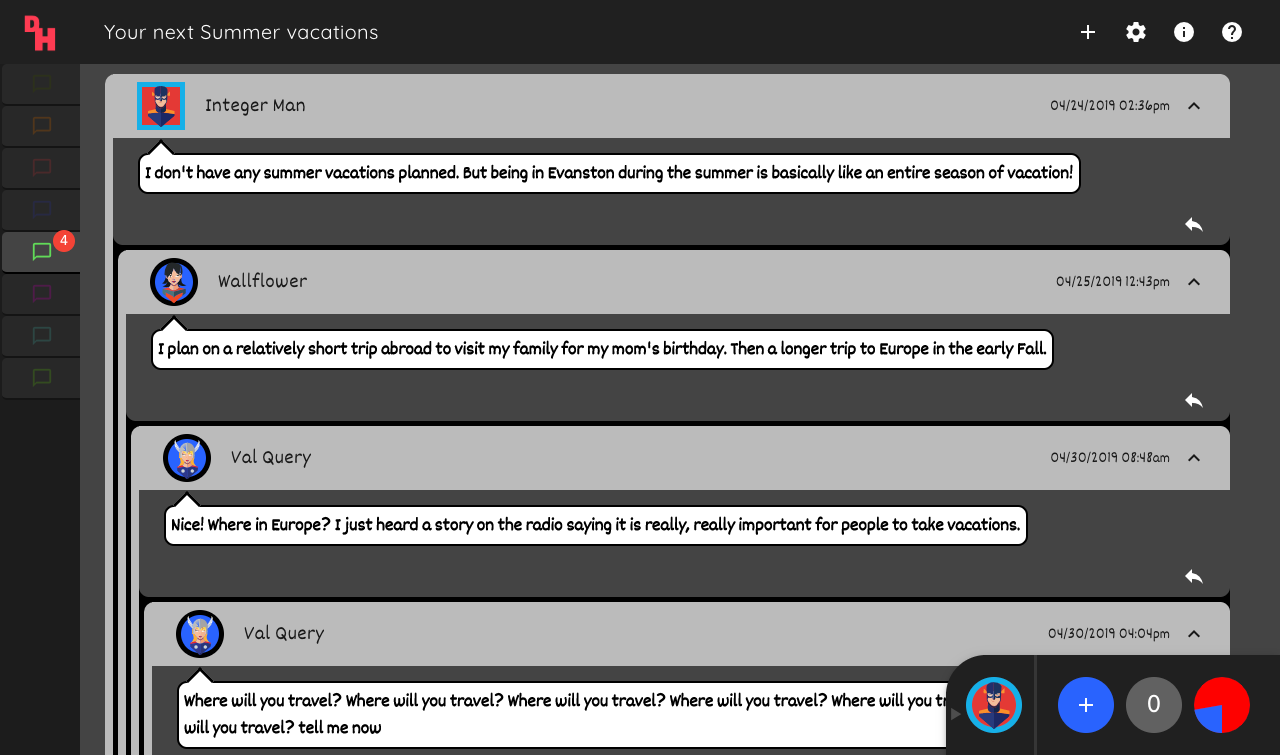 DH
Your next Summer vacations
4
Integer Man
04/24/2019 02:36pm
I don't have any summer vacations planned. But being in Evanston during the summer is basically like an entire season of vacation!
Wallflower
04/25/2019 12:43pm
I plan on a relatively short trip abroad to visit my family for my mom's birthday. Then a longer trip to Europe in the early Fall.
Val Query
04/30/2019 08:48am
Nice! Where in Europe? I just heard a story on the radio saying it is really, really important for people to take vacations.
Val Query
04/30/2019 04:04pm
Where will you travel? Where will you travel? Where will you travel? Where will you travel? Where will you
will you travel? tell me now
0